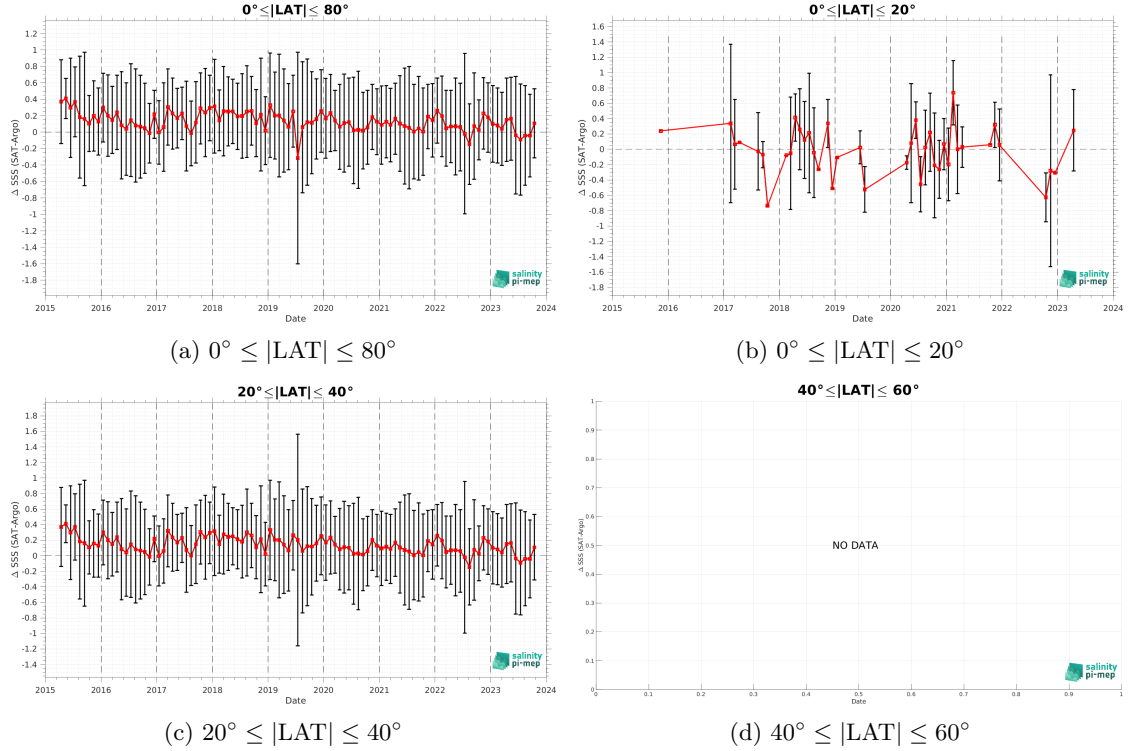 0°≤|LAT|≤ 80°
Δ SSS (SAT-Argo)
1.2
1
0.8
0.6
0.4
0.2
0
-0.2
-0.4
-0.6
-0.8
-1
-1.2
-1.4
-1.6
-1.8
2015 2016 2017 2018 2019 2020 2021 2022 2023 2024
Date
salinity
pi-mep
(a) 0° ≤ |LAT| ≤ 80°
0°≤|LAT|≤ 20°
Δ SSS (SAT-Argo)
1.6
1.4
1.2
1
0.8
0.6
0.4
0.2
0
-0.2
-0.4
-0.6
-0.8
-1
-1.2
-1.4
-1.6
-1.8
2015 2016 2017 2018 2019 2020 2021 2022 2023 2024
Date
salinity
pi-mep
(b) 0° ≤ |LAT| ≤ 20°
20°≤|LAT|≤ 40°
Δ SSS (SAT-Argo)
1.8
1.6
1.4
1.2
1
0.8
0.6
0.4
0.2
0
-0.2
-0.4
-0.6
-0.8
-1
-1.2
-1.4
2015 2016 2017 2018 2019 2020 2021 2022 2023 2024
Date
salinity
pi-mep
(c) 20° ≤ |LAT| ≤ 40°
40°≤|LAT|≤ 60°
Δ SSS (SAT-Argo)
1
0.9
0.8
0.7
0.6
0.5
0.4
0.3
0.2
0.1
0
NO DATA
0 0.1 0.2 0.3 0.4 0.5 0.6 0.7 0.8 0.9 1
Date
salinity
pi-mep
(d) 40° ≤ |LAT| ≤ 60°